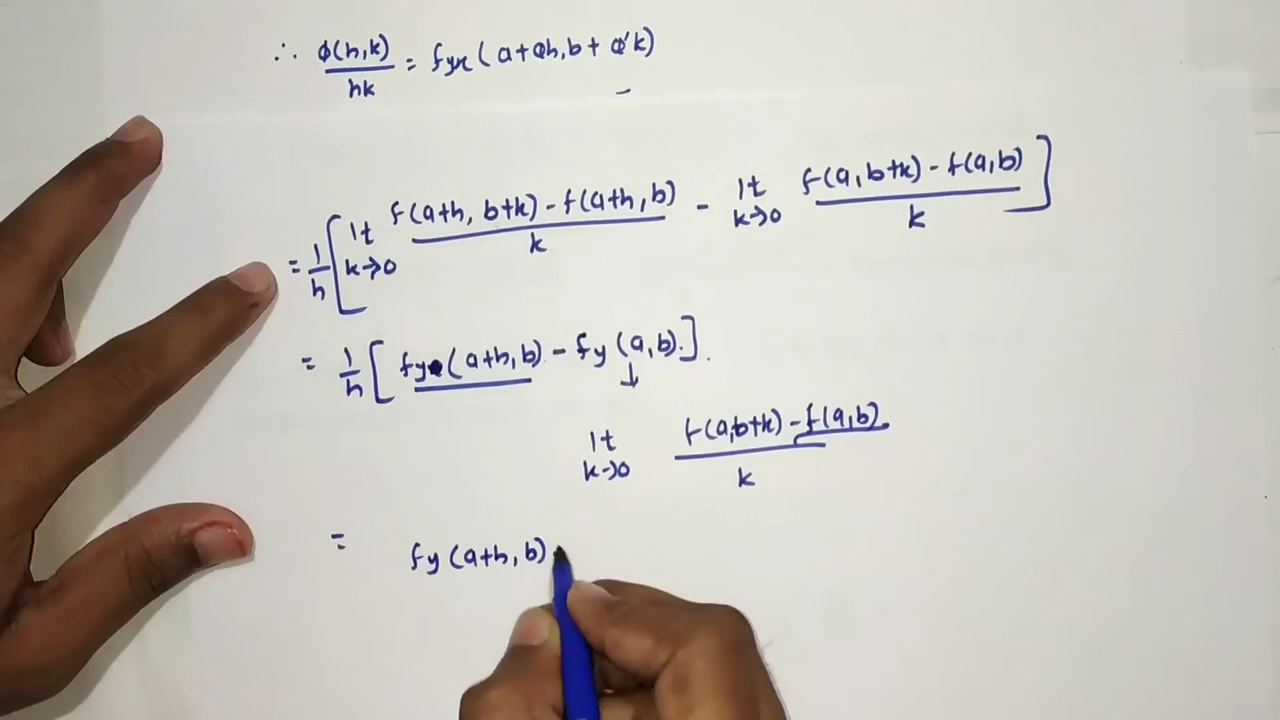 ∴ φ(h,k)/hk = fyx (a+θh, b+θ'k)
= 1/h [ lt k→0 f(a+h, b+k) - f(a+h, b)/k - lt k→0 f(a, b+k) - f(a,b)/k ]
= 1/h [ fy (a+h, b) - fy (a,b) ].
↓
lt k→0 f(a,b+k) - f(a,b)/k
= fy (a+h, b)